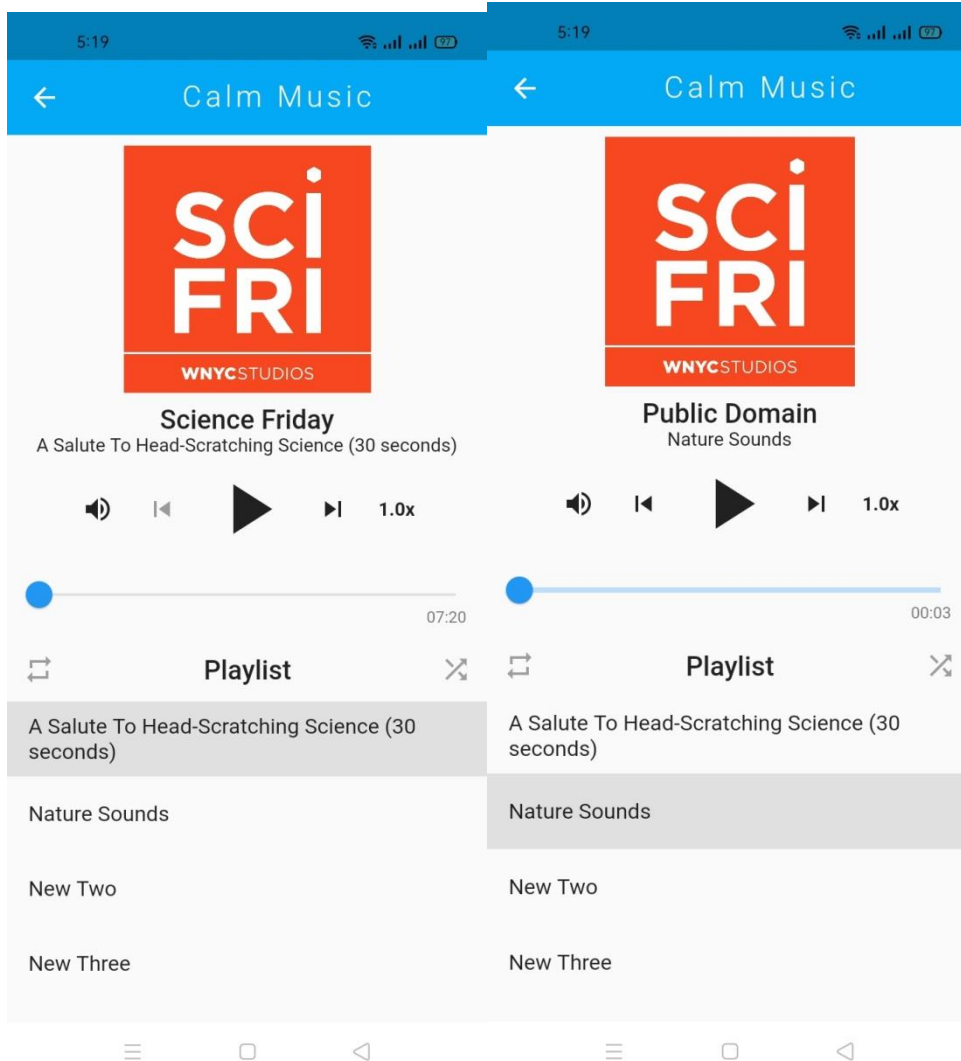 5:19
97
Calm Music
SCI
FRI
WNYCSTUDIOS
Science Friday
A Salute To Head-Scratching Science (30 seconds)
1.0x
07:20
Playlist
A Salute To Head-Scratching Science (30
seconds)
Nature Sounds
New Two
New Three
5:19
97
Calm Music
SCI
FRI
WNYCSTUDIOS
Public Domain
Nature Sounds
1.0x
00:03
Playlist
A Salute To Head-Scratching Science (30
seconds)
Nature Sounds
New Two
New Three